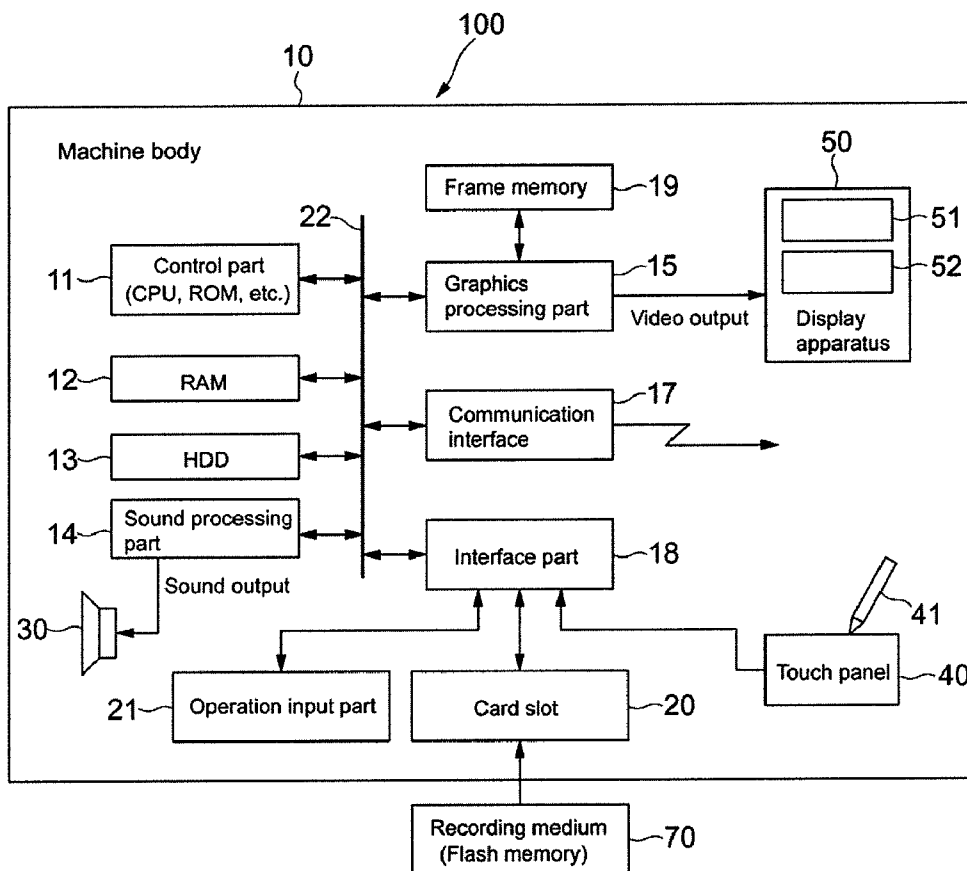 100
10
Machine body
50
Frame memory
19
51
22
52
11
Control part
(CPU, ROM, etc.)
15
Graphics
processing part
Video output
Display
apparatus
12
RAM
17
Communication
interface
13
HDD
14
Sound processing
part
Interface part
18
Sound output
41
30
Touch panel
40
21
Operation input part
Card slot
20
Recording medium
(Flash memory)
70